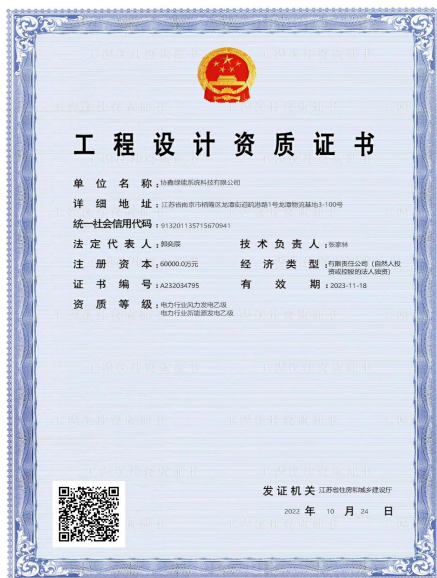 工程设计资质证书
单位名称：协鑫绿能系统科技有限公司
详细地址：江苏省南京市栖霞区龙潭街道疏港路1号龙潭物流基地3-100号
统一社会信用代码：913201135715670941
法定代表人：郭奕辰 技术负责人：张家林
注册资本：60000.0万元 经济类型：有限责任公司（自然人投
资或控股的法人独资）
证书编号：A232034795 有效期：2023-11-18
资质等级：电力行业风力发电乙级
电力行业新能源发电乙级
发证机关 江苏省住房和城乡建设厅
2022 年 10 月 24 日